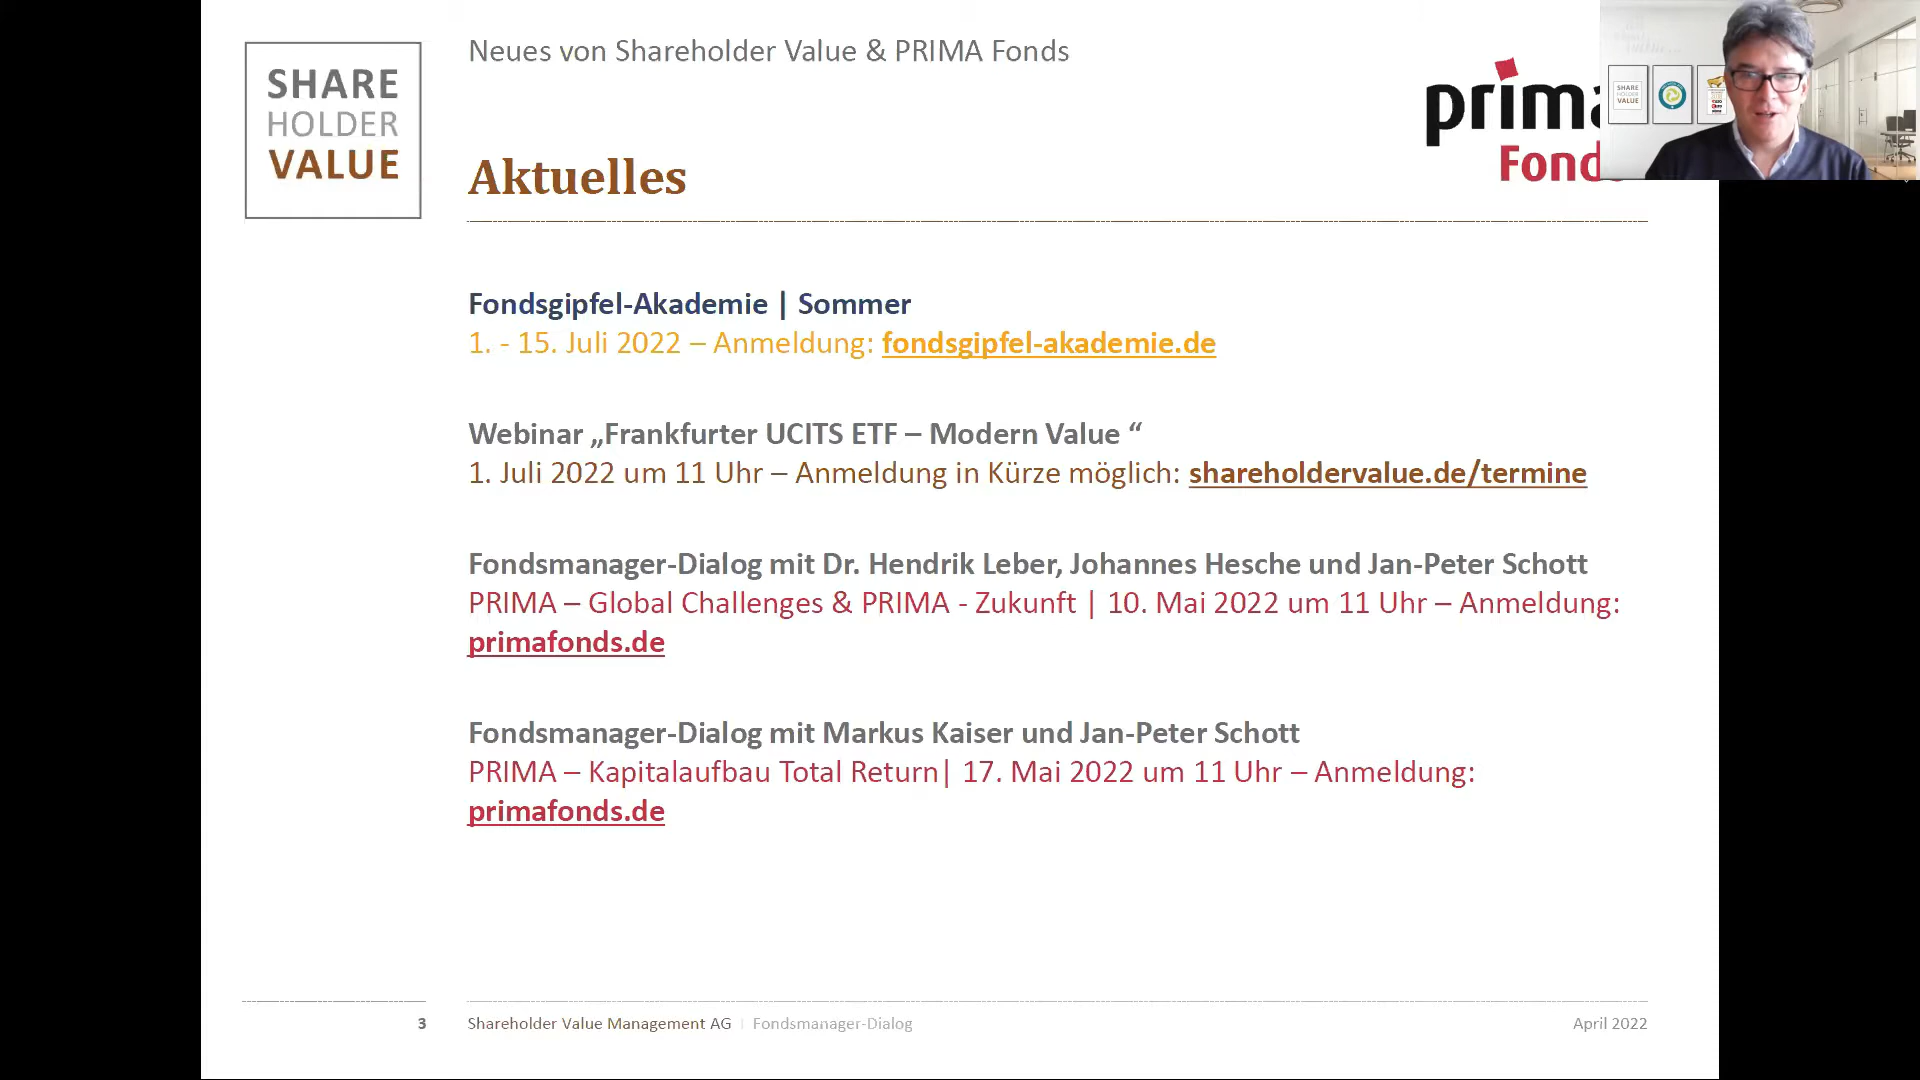 Neues von Shareholder Value & PRIMA Fonds
SHARE
HOLDER
VALUE
prima
Fonds
SHARE
HOLDER
VALUE
Aktuelles
Fondsgipfel-Akademie | Sommer
1. - 15. Juli 2022 – Anmeldung: fondsgipfel-akademie.de
Webinar „Frankfurter UCITS ETF – Modern Value “
1. Juli 2022 um 11 Uhr – Anmeldung in Kürze möglich: shareholdervalue.de/termine
Fondsmanager-Dialog mit Dr. Hendrik Leber, Johannes Hesche und Jan-Peter Schott
PRIMA – Global Challenges & PRIMA - Zukunft | 10. Mai 2022 um 11 Uhr – Anmeldung:
primafonds.de
Fondsmanager-Dialog mit Markus Kaiser und Jan-Peter Schott
PRIMA – Kapitalaufbau Total Return| 17. Mai 2022 um 11 Uhr – Anmeldung:
primafonds.de
3 Shareholder Value Management AG | Fondsmanager-Dialog April 2022